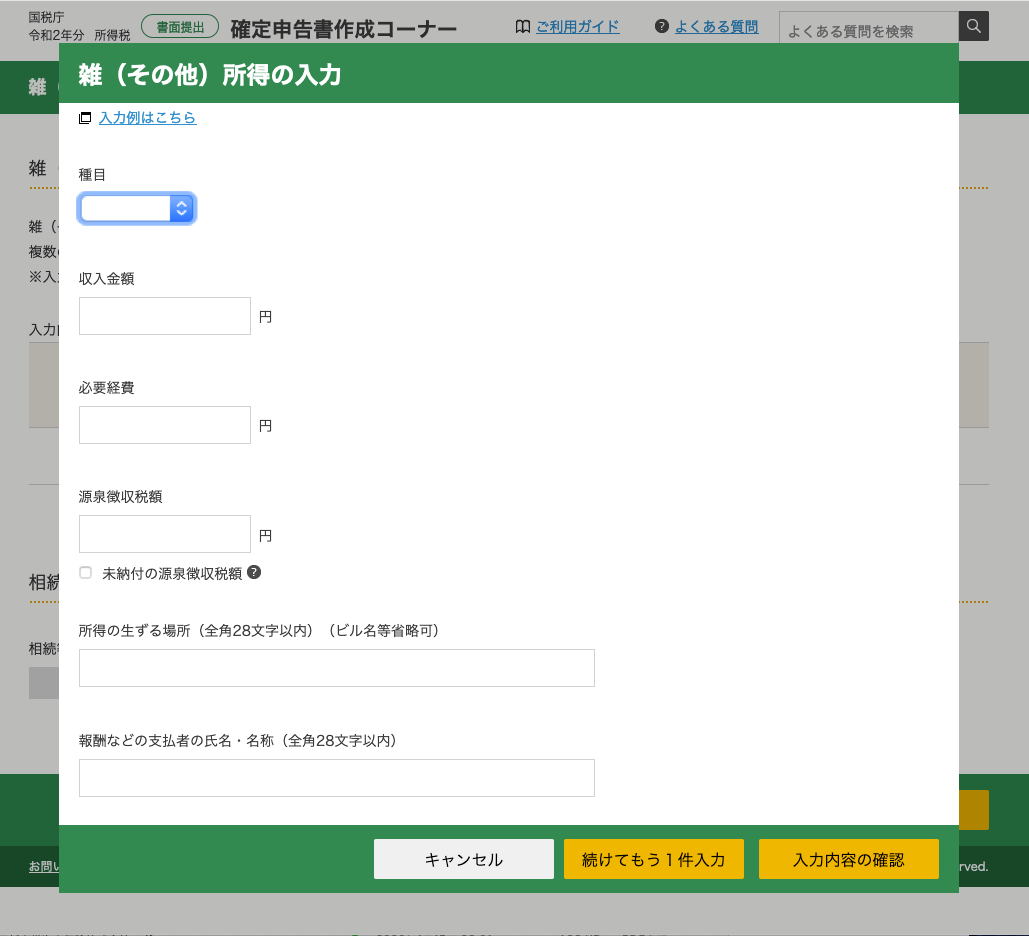 国税庁
令和2年分 所得税
書面提出
確定申告書作成コーナー
ご利用ガイド
よくある質問
よくある質問を検索
雑（その他）所得の入力
雑
入力例はこちら
種目
雑
雑（
複数
※入
収入金額
円
入力
必要経費
円
源泉徴収税額
円
未納付の源泉徴収税額
相続
所得の生ずる場所（全角28文字以内）（ビル名等省略可）
相続
報酬などの支払者の氏名・名称（全角28文字以内）
キャンセル
続けてもう１件入力
入力内容の確認
お問い
rved.